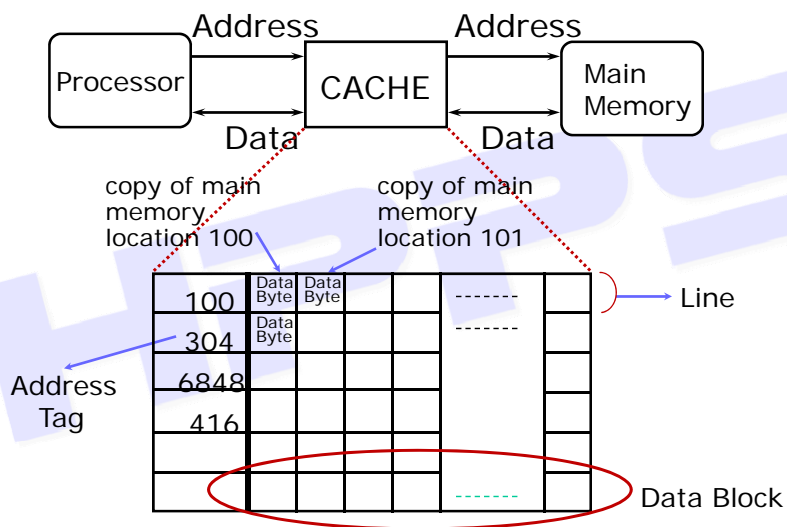 Address
Address
Processor
CACHE
Main
Memory
Data
Data
copy of main
memory
location 100
copy of main
memory
location 101
Data
Byte
Data
Byte
100
Line
Data
Byte
304
6848
Address
Tag
416
Data Block
HPPS